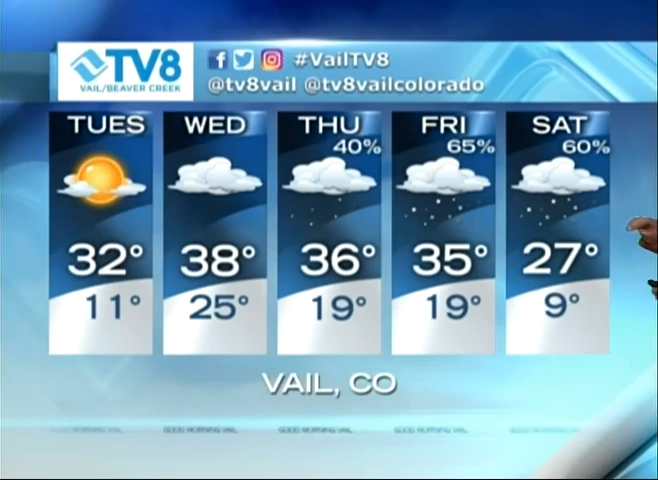 TV8
VAIL/BEAVER CREEK
#VailTV8
@tv8vail @tv8vailcolorado
TUES WED THU FRI SAT
40% 65% 60%
32° 38° 36° 35° 27°
11° 25° 19° 19° 9°
VAIL, CO